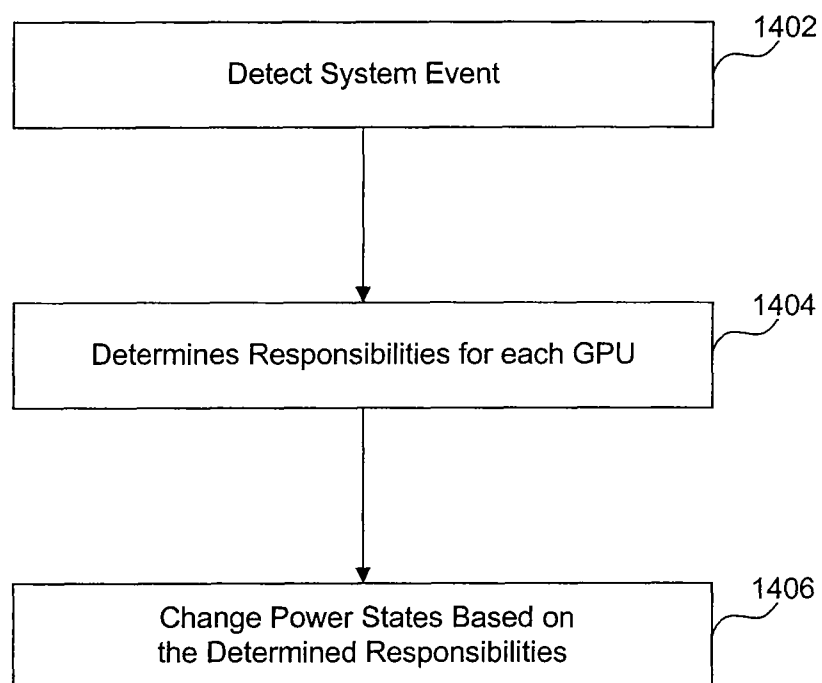 1402
Detect System Event
1404
Determines Responsibilities for each GPU
1406
Change Power States Based on
the Determined Responsibilities